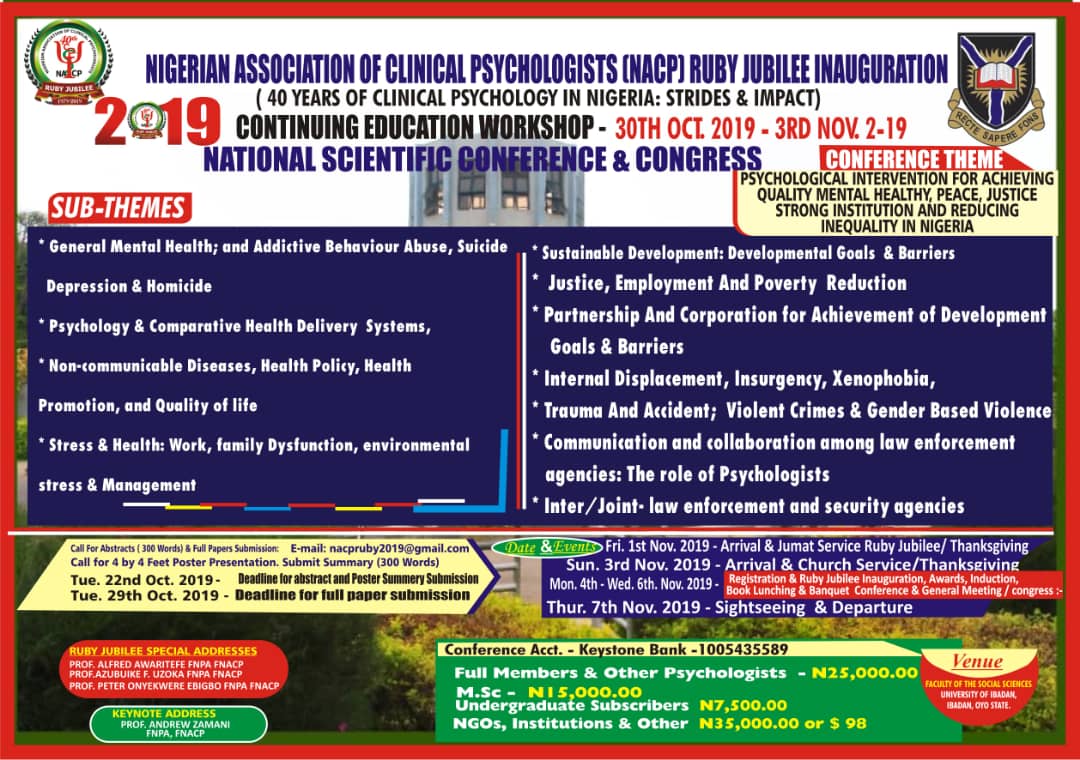 NIGERIAN ASSOCIATION OF CLINICAL PSYCHOLOGISTS
40th
NACP
RUBY JUBILEE
1979-2019
NIGERIAN ASSOCIATION OF CLINICAL PSYCHOLOGISTS (NACP) RUBY JUBILEE INAUGURATION
( 40 YEARS OF CLINICAL PSYCHOLOGY IN NIGERIA: STRIDES & IMPACT)
2019 CONTINUING EDUCATION WORKSHOP - 30TH OCT. 2019 - 3RD NOV. 2-19
NATIONAL SCIENTIFIC CONFERENCE & CONGRESS
RECTE SAPERE FONS
CONFERENCE THEME
PSYCHOLOGICAL INTERVENTION FOR ACHIEVING
QUALITY MENTAL HEALTHY, PEACE, JUSTICE
STRONG INSTITUTION AND REDUCING
INEQUALITY IN NIGERIA
SUB-THEMES
* General Mental Health; and Addictive Behaviour Abuse, Suicide
Depression & Homicide
* Psychology & Comparative Health Delivery Systems,
* Non-communicable Diseases, Health Policy, Health
Promotion, and Quality of life
* Stress & Health: Work, family Dysfunction, environmental
stress & Management
* Sustainable Development: Developmental Goals & Barriers
* Justice, Employment And Poverty Reduction
* Partnership And Corporation for Achievement of Development
Goals & Barriers
* Internal Displacement, Insurgency, Xenophobia,
* Trauma And Accident; Violent Crimes & Gender Based Violence
* Communication and collaboration among law enforcement
agencies: The role of Psychologists
* Inter/Joint- law enforcement and security agencies
Call For Abstracts ( 300 Words) & Full Papers Submission: E-mail: nacpruby2019@gmail.com
Call for 4 by 4 Feet Poster Presentation. Submit Summary (300 Words)
Tue. 22nd Oct. 2019 - Deadline for abstract and Poster Summery Submission
Tue. 29th Oct. 2019 - Deadline for full paper submission
Date & Events
Fri. 1st Nov. 2019 - Arrival & Jumat Service Ruby Jubilee/ Thanksgiving
Sun. 3rd Nov. 2019 - Arrival & Church Service/Thanksgiving
Mon. 4th - Wed. 6th. Nov. 2019 - Registration & Ruby Jubilee Inauguration, Awards, Induction,
Book Lunching & Banquet Conference & General Meeting / congress :-
Thur. 7th Nov. 2019 - Sightseeing & Departure
RUBY JUBILEE SPECIAL ADDRESSES
PROF. ALFRED AWARITEFE FNPA FNACP
PROF.AZUBUIKE F. UZOKA FNPA FNACP
PROF. PETER ONYEKWERE EBIGBO FNPA FNACP
KEYNOTE ADDRESS
PROF. ANDREW ZAMANI
FNPA, FNACP
Conference Acct. - Keystone Bank -1005435589
Full Members & Other Psychologists - N25,000.00
M.Sc - N15,000.00
Undergraduate Subscribers N7,500.00
NGOs, Institutions & Other N35,000.00 or $ 98
Venue
FACULTY OF THE SOCIAL SCIENCES
UNIVERSITY OF IBADAN,
IBADAN, OYO STATE.